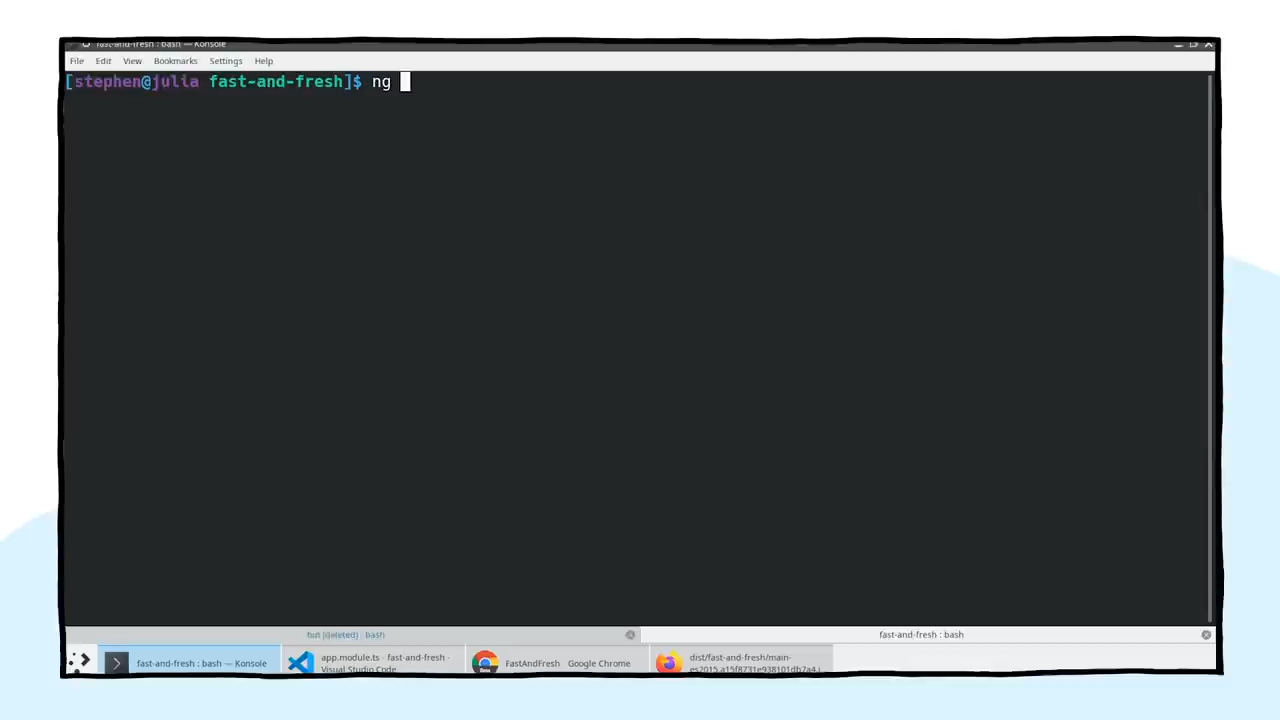 fast-and-fresh : bash — Konsole
File Edit View Bookmarks Settings Help
[stephen@julia fast-and-fresh]$ ng
bash
fast-and-fresh : bash
fast-and-fresh : bash — Konsole
app.module.ts - fast-and-fresh -
Visual Studio Code
FastAndFresh Google Chrome
dist/fast-and-fresh/main-